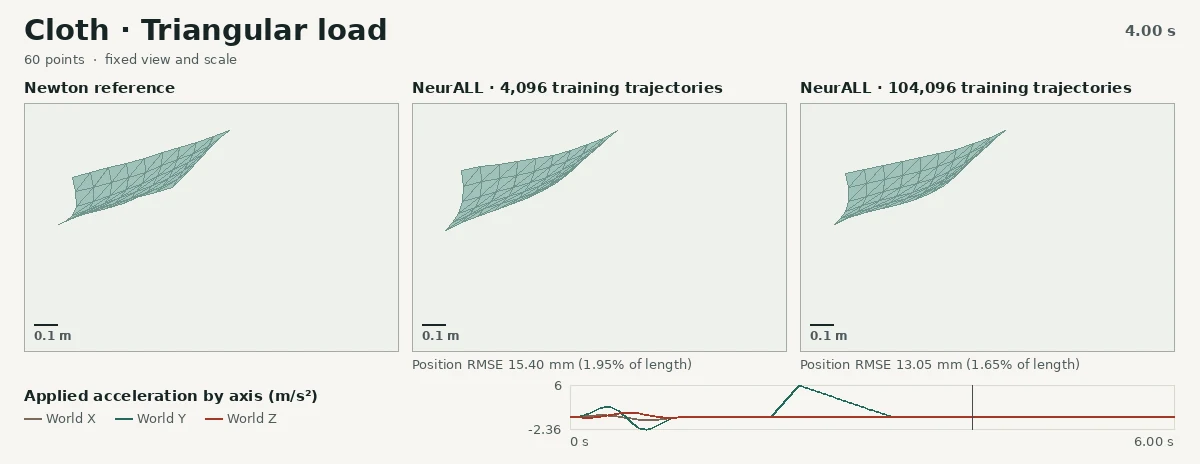 Cloth · Triangular load
4.00 s
60 points · fixed view and scale
Newton reference
NeurALL · 4,096 training trajectories
NeurALL · 104,096 training trajectories
0.1 m
0.1 m
0.1 m
Position RMSE 15.40 mm (1.95% of length)
Position RMSE 13.05 mm (1.65% of length)
Applied acceleration by axis (m/s²)
World X
World Y
World Z
6
-2.36
0 s
6.00 s